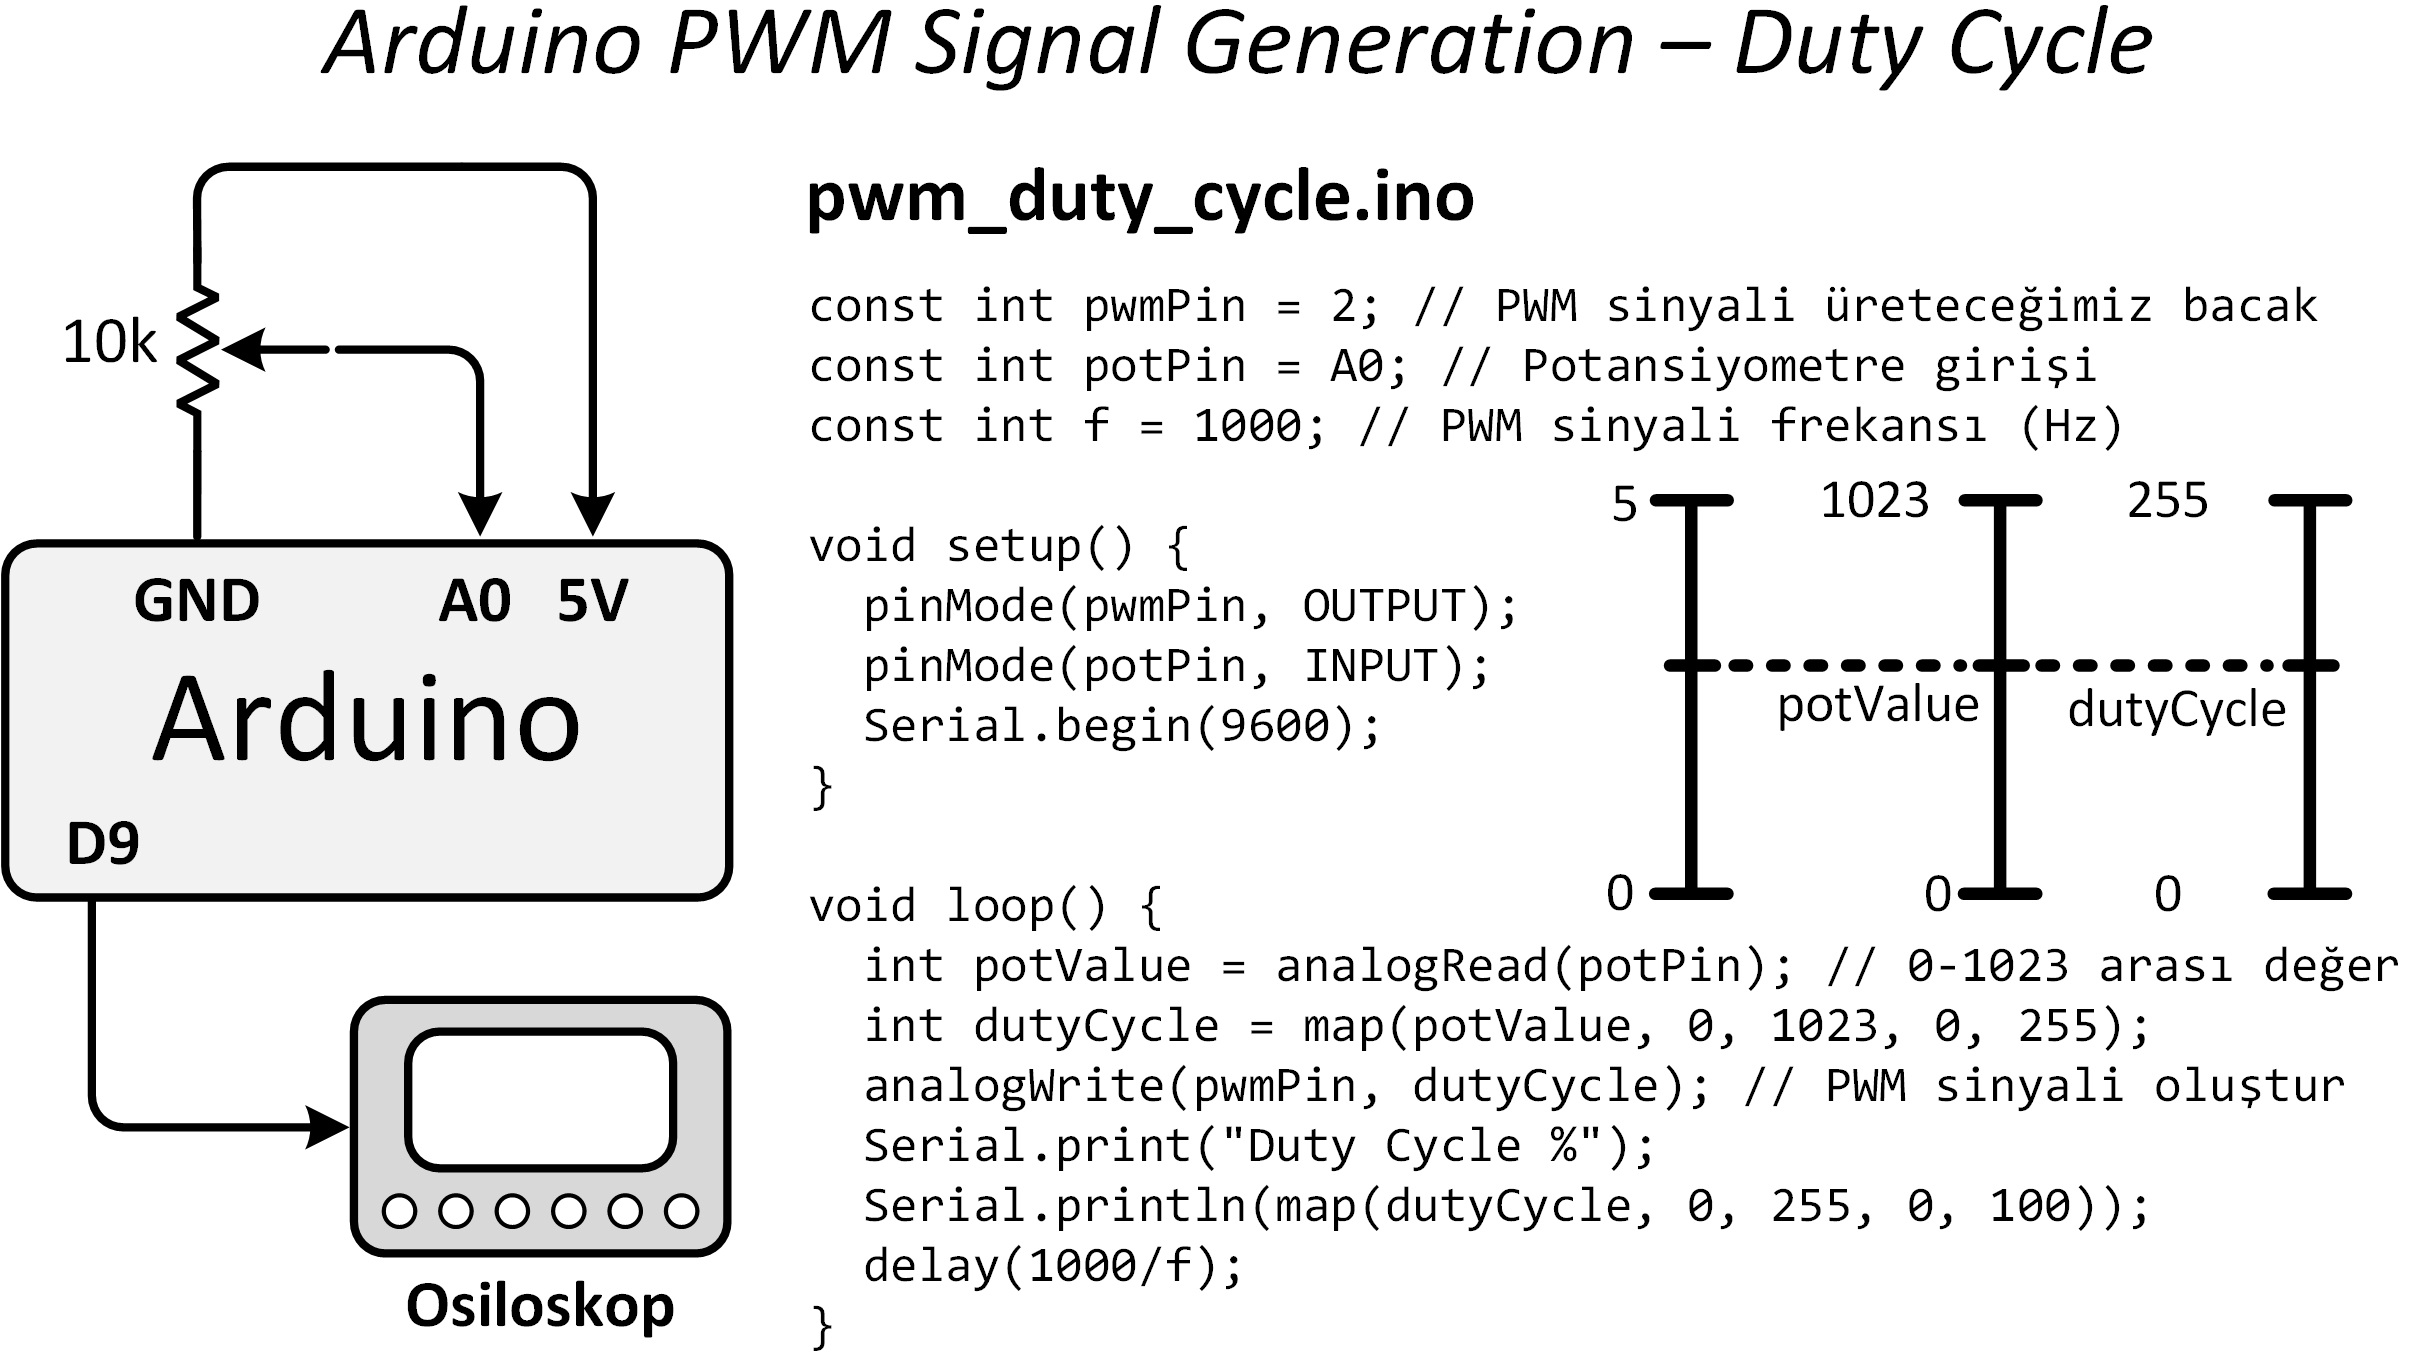 Arduino PWM Signal Generation – Duty Cycle
10k
GND A0 5V
Arduino
D9
Osiloskop
pwm_duty_cycle.ino
const int pwmPin = 2; // PWM sinyali üreteceğimiz bacak
const int potPin = A0; // Potansiyometre girişi
const int f = 1000; // PWM sinyali frekansı (Hz)
void setup() {
  pinMode(pwmPin, OUTPUT);
  pinMode(potPin, INPUT);
  Serial.begin(9600);
}
5 1023 255
potValue dutyCycle
0 0 0
void loop() {
  int potValue = analogRead(potPin); // 0-1023 arası değer
  int dutyCycle = map(potValue, 0, 1023, 0, 255);
  analogWrite(pwmPin, dutyCycle); // PWM sinyali oluştur
  Serial.print("Duty Cycle %");
  Serial.println(map(dutyCycle, 0, 255, 0, 100));
  delay(1000/f);
}